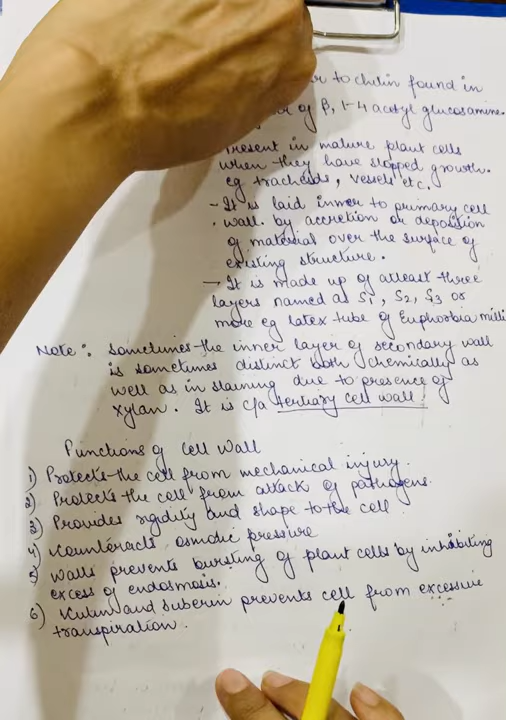 to chitin found in
of β, 1-4 acetyl glucosamine.
Present in mature plant cells
when they have stopped growth.
eg tracheids, vessels etc.
- It is laid inner to primary cell
wall by accretion or deposition
of material over the surface of
existing structure.
- It is made up of atleast three
layers named as S1, S2, S3 or
more eg latex tube of Euphorbia milli
Note: Sometimes the inner layer of secondary wall
is sometimes distinct both chemically as
well as in staining due to presence of
xylan. It is c/a tertiary cell wall.
Functions of Cell Wall
1) Protects the cell from mechanical injury.
2) Protects the cell from attack of pathogens.
3) Provides rigidity and shape to the cell.
4) Counteracts osmotic pressure
5) Walls prevents bursting of plant cells by inhibiting
excess of endosmosis.
6) Kutin and Suberin prevents cell from excessive
transpiration.